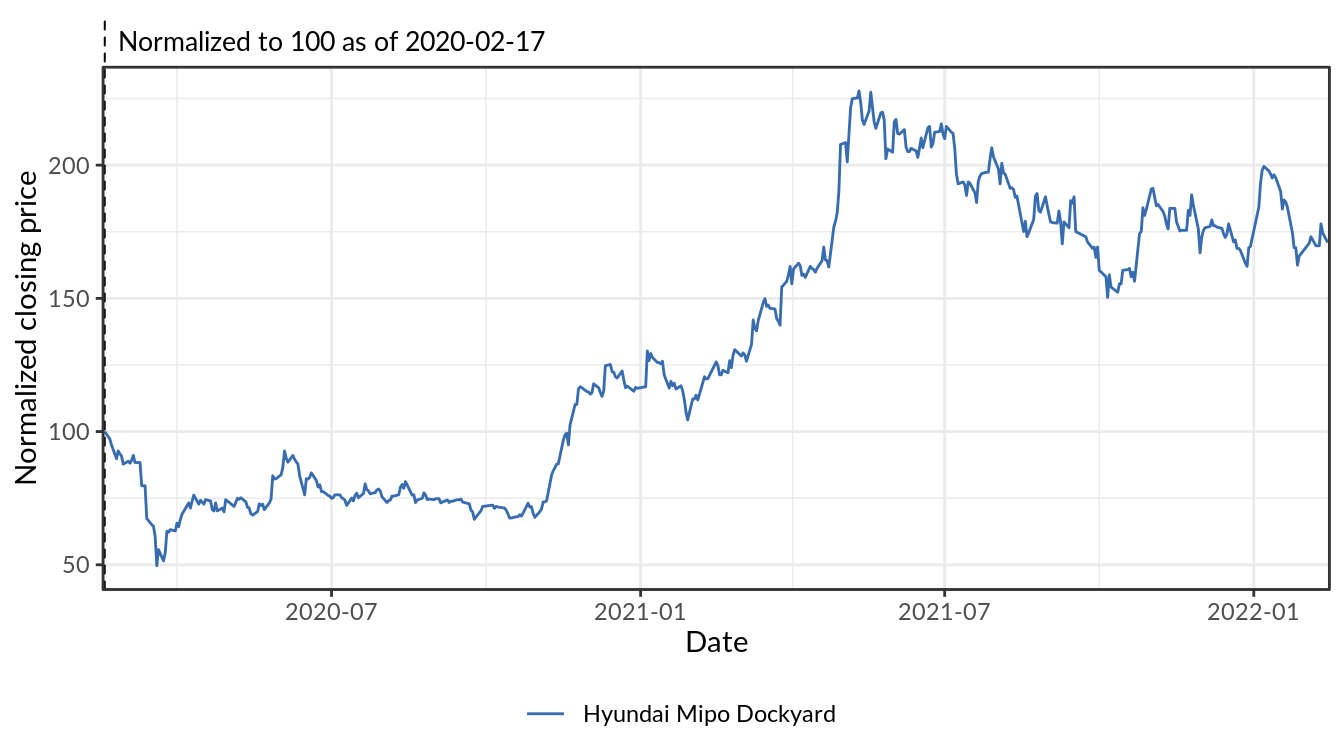 Normalized to 100 as of 2020-02-17
Normalized closing price
200
150
100
50
2020-07
2021-01
2021-07
2022-01
Date
Hyundai Mipo Dockyard